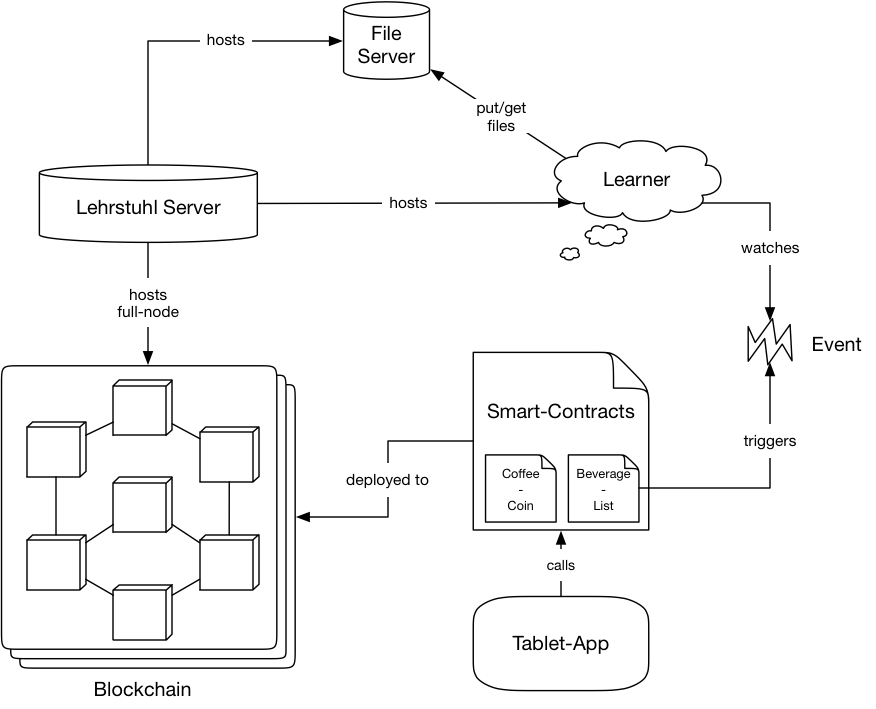 hosts
File
Server
put/get
files
Learner
Lehrstuhl Server
hosts
watches
hosts
full-node
Event
Smart-Contracts
triggers
deployed to
Coffee
-
Coin
Beverage
-
List
calls
Tablet-App
Blockchain